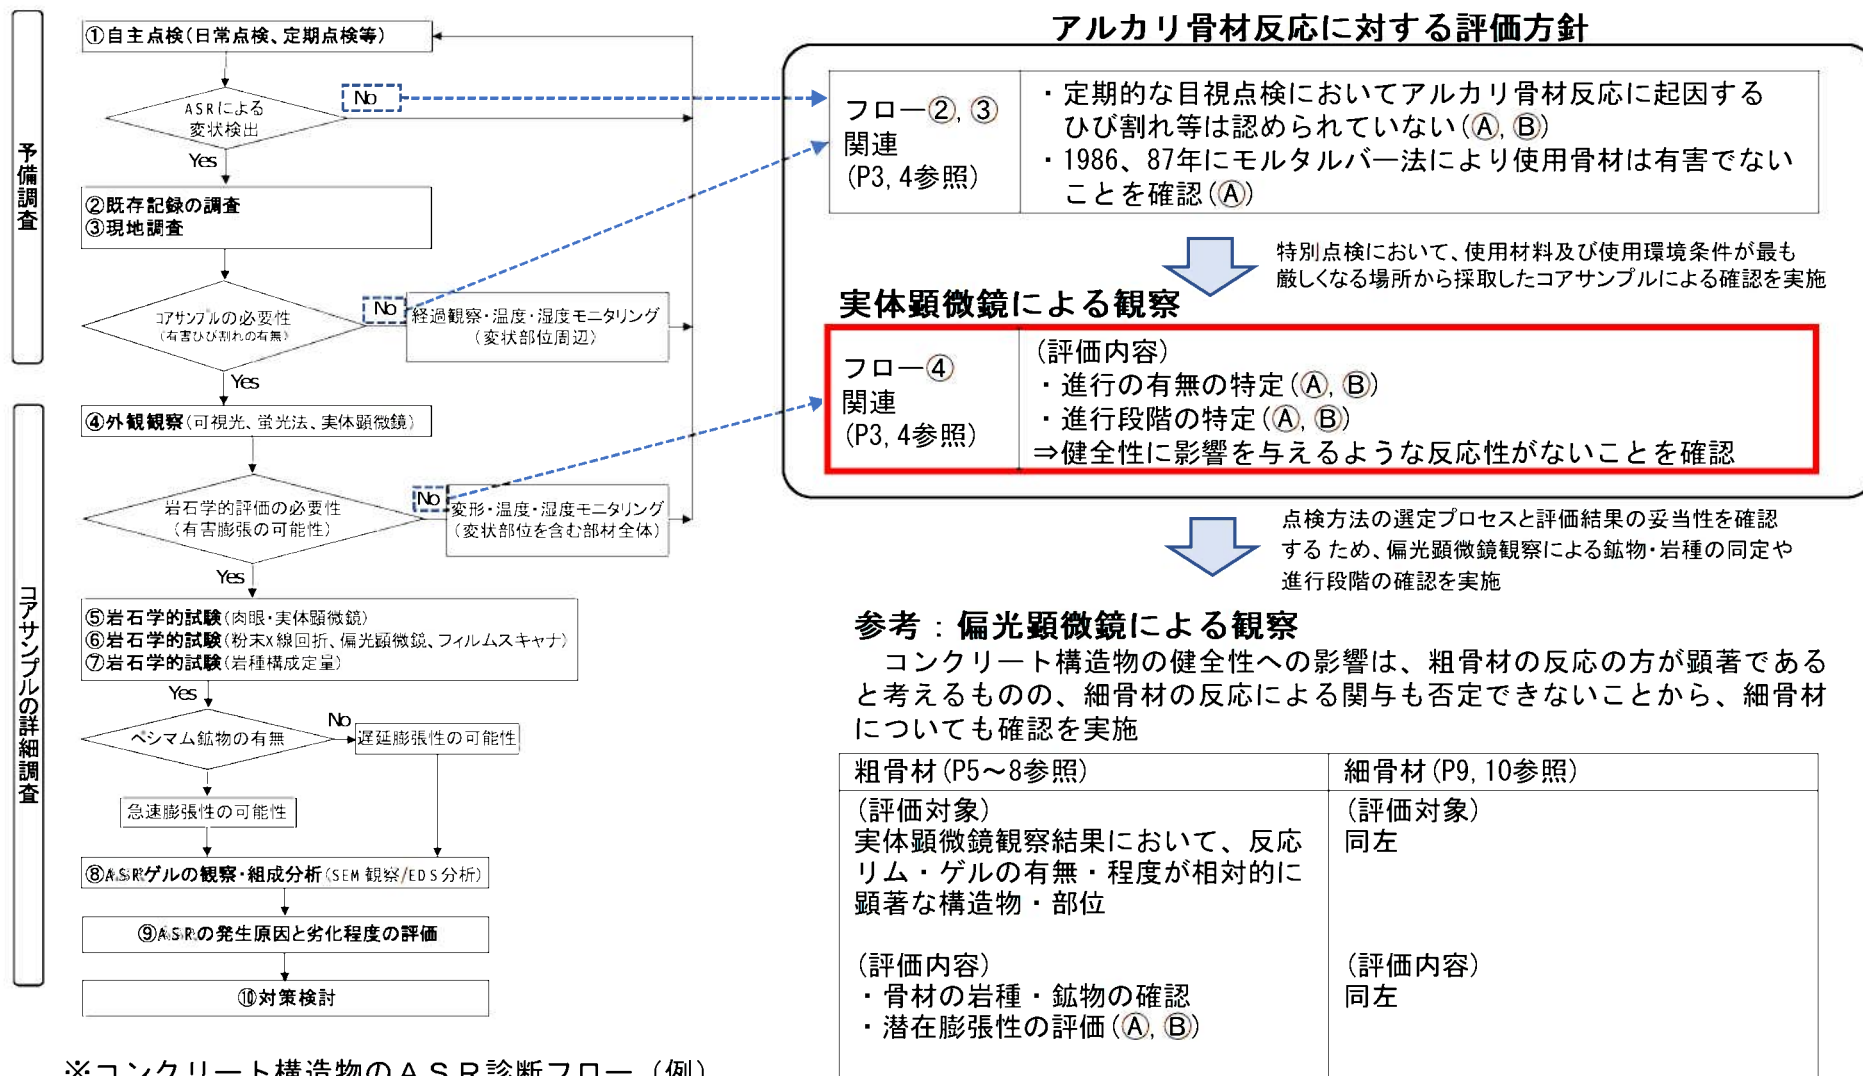 予備調査
①自主点検(日常点検、定期点検等)
ASRによる
変状検出
No
Yes
②既存記録の調査
③現地調査
コアサンプルの必要性
(有害ひび割れの有無)
No
経過観察・温度・湿度モニタリング
(変状部位周辺)
Yes
コアサンプルの詳細調査
④外観観察(可視光、蛍光法、実体顕微鏡)
岩石学的評価の必要性
(有害膨張の可能性)
No
変形・温度・湿度モニタリング
(変状部位を含む部材全体)
Yes
⑤岩石学的試験(肉眼・実体顕微鏡)
⑥岩石学的試験(粉末X線回折、偏光顕微鏡、フィルムスキャナ)
⑦岩石学的試験(岩種構成定量)
Yes
ペシマム鉱物の有無
No
遅延膨張性の可能性
急速膨張性の可能性
⑧ASRゲルの観察・組成分析(SEM観察/EDS分析)
⑨ASRの発生原因と劣化程度の評価
⑩対策検討
※コンクリート構造物のASR診断フロー(例)
アルカリ骨材反応に対する評価方針
フロー②,③
関連
(P3,4参照)
・定期的な目視点検においてアルカリ骨材反応に起因する
ひび割れ等は認められていない(Ⓐ,Ⓑ)
・1986、87年にモルタルバー法により使用骨材は有害でない
ことを確認(Ⓐ)
特別点検において、使用材料及び使用環境条件が最も
厳しくなる場所から採取したコアサンプルによる確認を実施
実体顕微鏡による観察
フロー④
関連
(P3,4参照)
(評価内容)
・進行の有無の特定(Ⓐ,Ⓑ)
・進行段階の特定(Ⓐ,Ⓑ)
⇒健全性に影響を与えるような反応性がないことを確認
点検方法の選定プロセスと評価結果の妥当性を確認
するため、偏光顕微鏡観察による鉱物・岩種の同定や
進行段階の確認を実施
参考:偏光顕微鏡による観察
コンクリート構造物の健全性への影響は、粗骨材の反応の方が顕著である
と考えるものの、細骨材の反応による関与も否定できないことから、細骨材
についても確認を実施
粗骨材(P5～8参照)
細骨材(P9,10参照)
(評価対象)
実体顕微鏡観察結果において、反応
リム・ゲルの有無・程度が相対的に
顕著な構造物・部位
(評価対象)
同左
(評価内容)
・骨材の岩種・鉱物の確認
・潜在膨張性の評価(Ⓐ,Ⓑ)
(評価内容)
同左